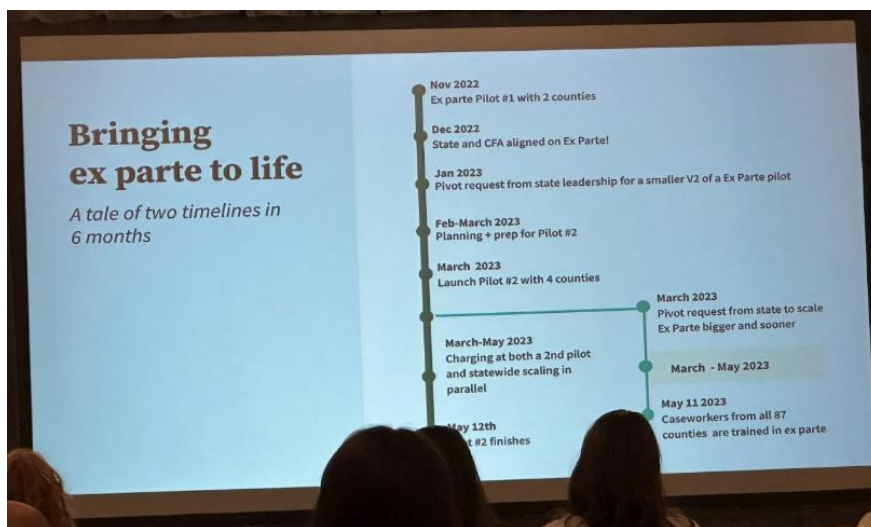 Bringing
ex parte to life
A tale of two timelines in
6 months
Nov 2022
Ex parte Pilot #1 with 2 counties
Dec 2022
State and CFA aligned on Ex Parte!
Jan 2023
Pivot request from state leadership for a smaller V2 of a Ex Parte pilot
Feb-March 2023
Planning + prep for Pilot #2
March 2023
Launch Pilot #2 with 4 counties
March-May 2023
Charging at both a 2nd pilot
and statewide scaling in
parallel
May 12th
#2 finishes
March 2023
Pivot request from state to scale
Ex Parte bigger and sooner
March - May 2023
May 11 2023
Caseworkers from all 87
counties are trained in ex parte